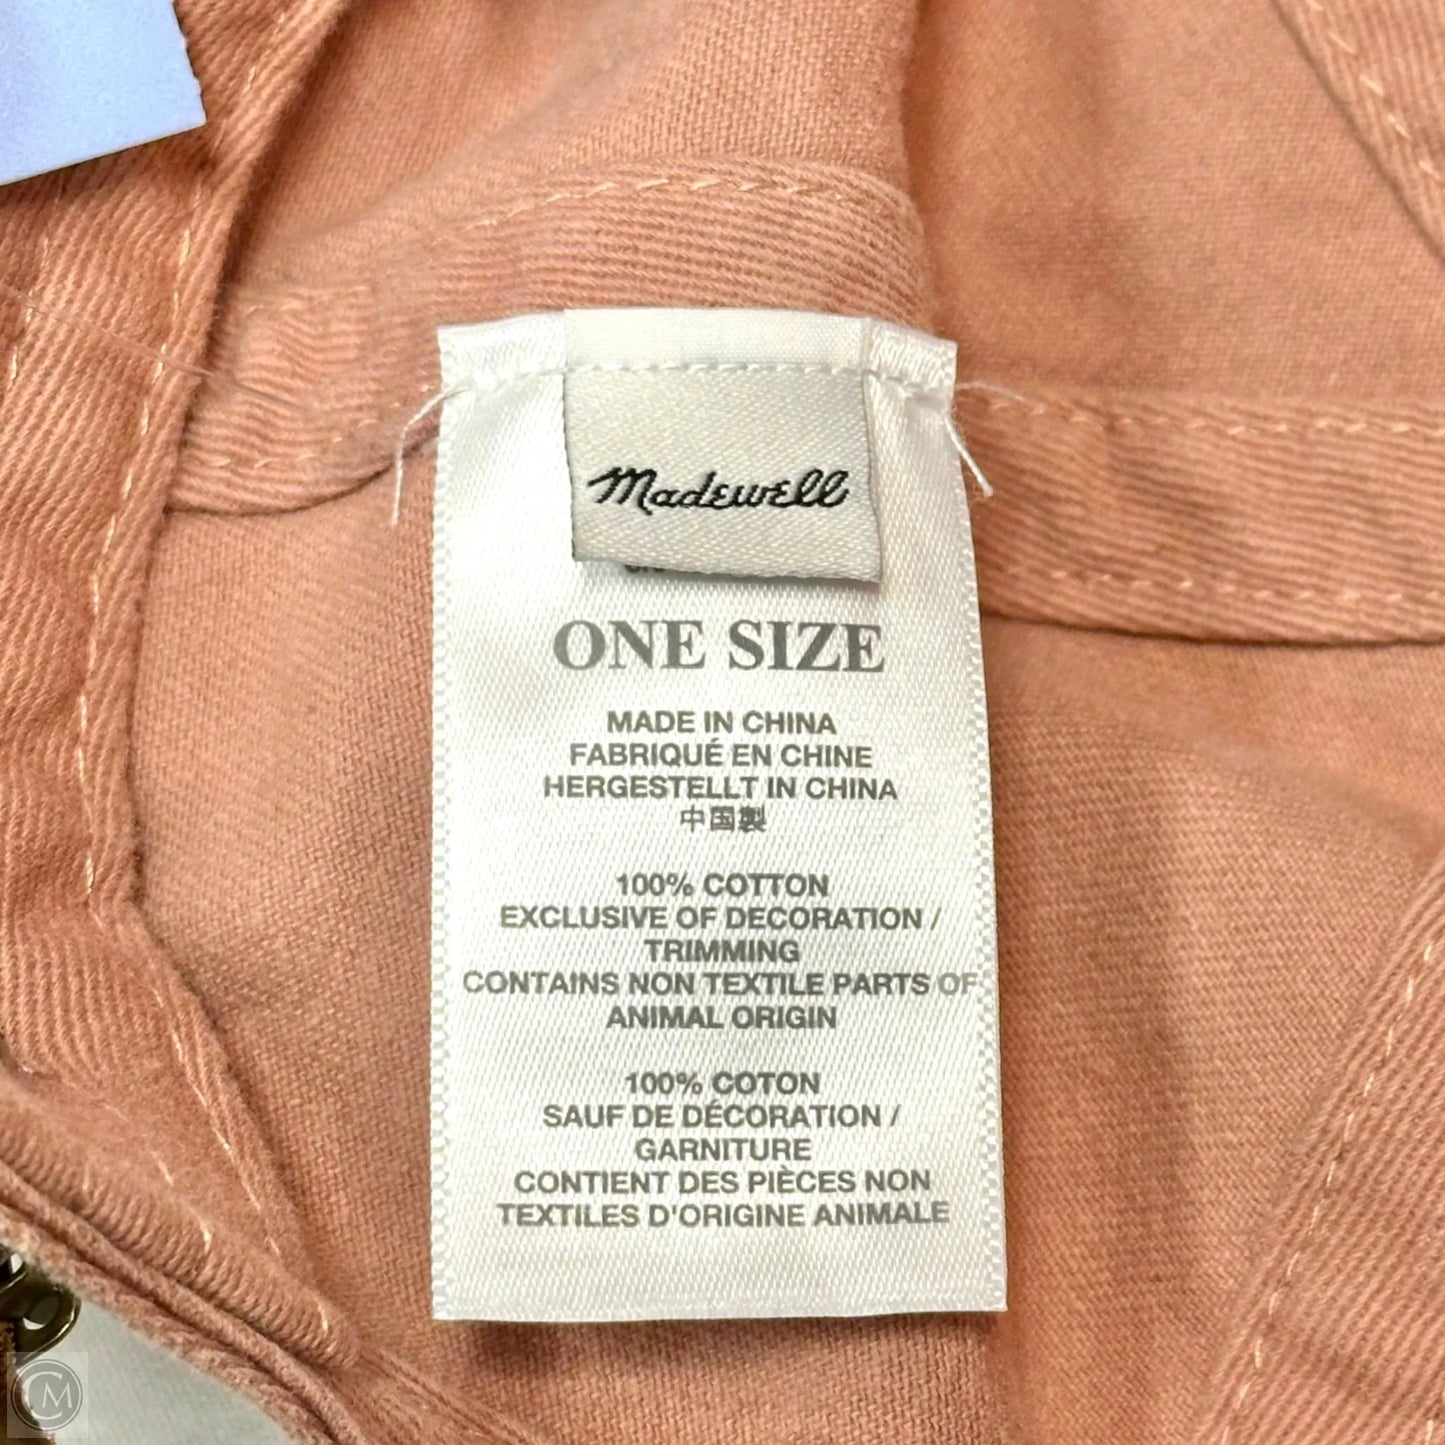 Madewell
ONE SIZE
MADE IN CHINA
FABRIQUÉ EN CHINE
HERGESTELLT IN CHINA
中国製
100% COTTON
EXCLUSIVE OF DECORATION /
TRIMMING
CONTAINS NON TEXTILE PARTS OF
ANIMAL ORIGIN
100% COTON
SAUF DE DÉCORATION /
GARNITURE
CONTIENT DES PIÈCES NON
TEXTILES D'ORIGINE ANIMALE
CM